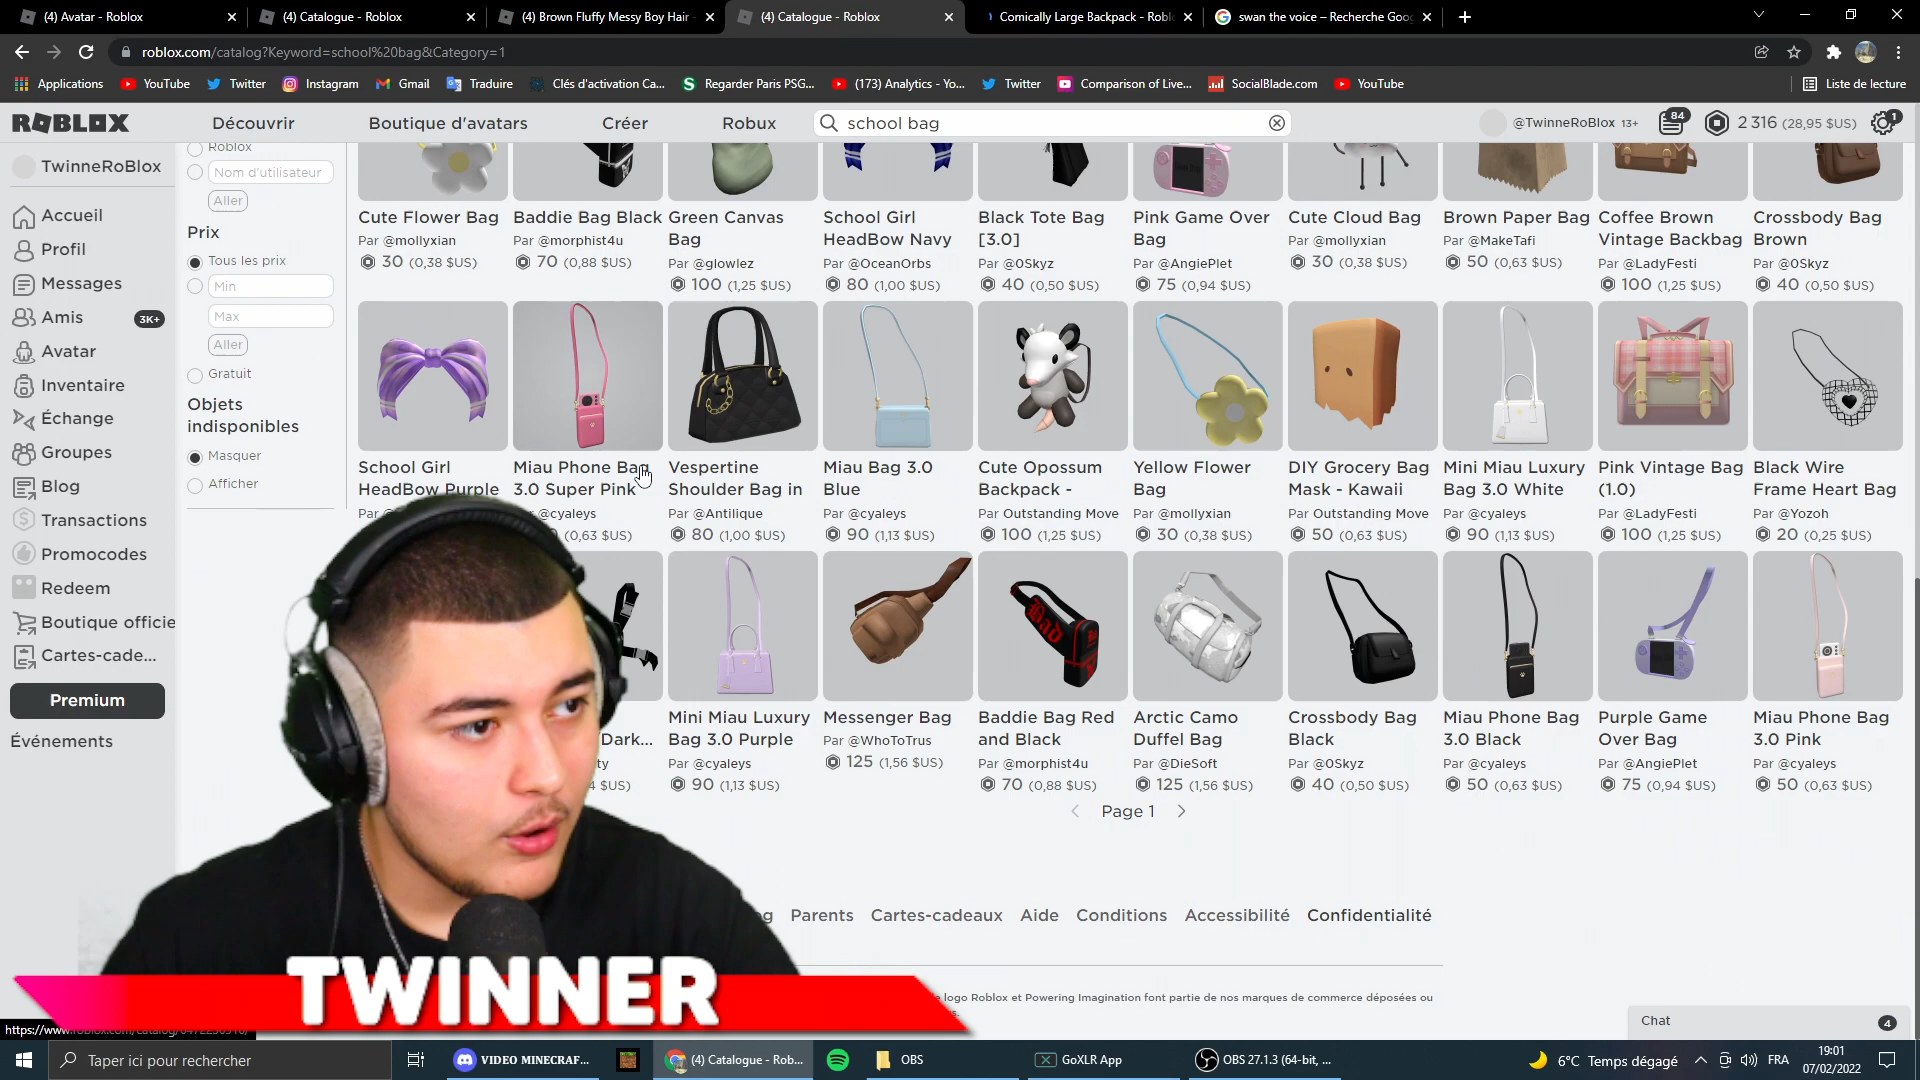 (4) Avatar - Roblox
(4) Catalogue - Roblox
(4) Brown Fluffy Messy Boy Hair
(4) Catalogue - Roblox
Comically Large Backpack - Robl
swan the voice – Recherche Goo
roblox.com/catalog?Keyword=school%20bag&Category=1
Applications
YouTube
Twitter
Instagram
Gmail
Traduire
Clés d'activation Ca...
Regarder Paris PSG...
(173) Analytics - Yo...
Twitter
Comparison of Live...
SocialBlade.com
YouTube
Liste de lecture
ROBLOX
Découvrir
Boutique d'avatars
Créer
Robux
school bag
@TwinneRoBlox 13+
84
2 316 (28,95 $US)
1
TwinneRoBlox
Accueil
Profil
Messages
Amis
3K+
Avatar
Inventaire
Échange
Groupes
Blog
Transactions
Promocodes
Redeem
Boutique officie
Cartes-cade...
Premium
Événements
Roblox
Nom d'utilisateur
Aller
Prix
Tous les prix
Min
Max
Aller
Gratuit
Objets
indisponibles
Masquer
Afficher
Cute Flower Bag
Par @mollyxian
30 (0,38 $US)
Baddie Bag Black
Par @morphist4u
70 (0,88 $US)
Green Canvas
Bag
Par @glowlez
100 (1,25 $US)
School Girl
HeadBow Navy
Par @OceanOrbs
80 (1,00 $US)
Black Tote Bag
[3.0]
Par @0Skyz
40 (0,50 $US)
Pink Game Over
Bag
Par @AngiePlet
75 (0,94 $US)
Cute Cloud Bag
Par @mollyxian
30 (0,38 $US)
Brown Paper Bag
Par @MakeTafi
50 (0,63 $US)
Coffee Brown
Vintage Backbag
Par @LadyFesti
100 (1,25 $US)
Crossbody Bag
Brown
Par @0Skyz
40 (0,50 $US)
School Girl
HeadBow Purple
Par
Miau Phone Bag
3.0 Super Pink
@cyaleys
(0,63 $US)
Vespertine
Shoulder Bag in
Par @Antilique
80 (1,00 $US)
Miau Bag 3.0
Blue
Par @cyaleys
90 (1,13 $US)
Cute Opossum
Backpack -
Par Outstanding Move
100 (1,25 $US)
Yellow Flower
Bag
Par @mollyxian
30 (0,38 $US)
DIY Grocery Bag
Mask - Kawaii
Par Outstanding Move
50 (0,63 $US)
Mini Miau Luxury
Bag 3.0 White
Par @cyaleys
90 (1,13 $US)
Pink Vintage Bag
(1.0)
Par @LadyFesti
100 (1,25 $US)
Black Wire
Frame Heart Bag
Par @Yozoh
20 (0,25 $US)
Dark...
ty
4 $US)
Mini Miau Luxury
Bag 3.0 Purple
Par @cyaleys
90 (1,13 $US)
Messenger Bag
Par @WhoToTrus
125 (1,56 $US)
Bad
Baddie Bag Red
and Black
Par @morphist4u
70 (0,88 $US)
Arctic Camo
Duffel Bag
Par @DieSoft
125 (1,56 $US)
Crossbody Bag
Black
Par @0Skyz
40 (0,50 $US)
Miau Phone Bag
3.0 Black
Par @cyaleys
50 (0,63 $US)
Purple Game
Over Bag
Par @AngiePlet
75 (0,94 $US)
Miau Phone Bag
3.0 Pink
Par @cyaleys
50 (0,63 $US)
Page 1
og Parents Cartes-cadeaux Aide Conditions Accessibilité Confidentialité
TWINNER
e logo Roblox et Powering Imagination font partie de nos marques de commerce déposées ou
Chat
4
Taper ici pour rechercher
VIDEO MINECRAF...
(4) Catalogue - Rob...
OBS
GoXLR App
OBS 27.1.3 (64-bit, ...
6°C Temps dégagé
FRA
19:01
07/02/2022